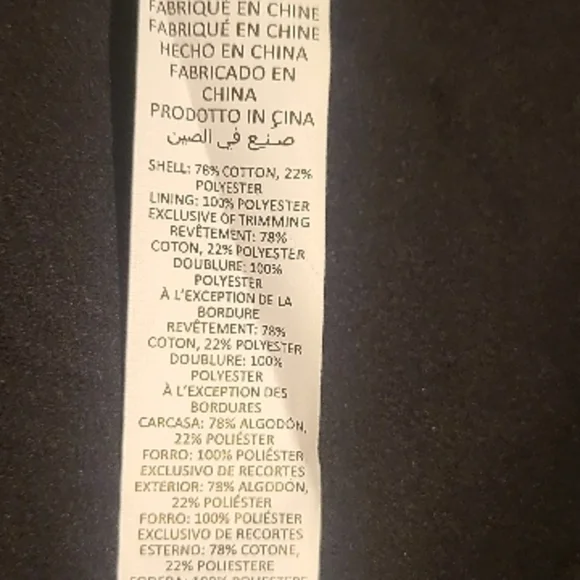 FABRIQUÉ EN CHINE
FABRIQUÉ EN CHINE
HECHO EN CHINA
FABRICADO EN
CHINA
PRODOTTO IN CINA
صنع في الصين
SHELL: 78% COTTON, 22%
POLYESTER
LINING: 100% POLYESTER
EXCLUSIVE OF TRIMMING
REVÊTEMENT: 78%
COTON, 22% POLYESTER
DOUBLURE: 100%
POLYESTER
À L'EXCEPTION DE LA
BORDURE
REVÊTEMENT: 78%
COTON, 22% POLYESTER
DOUBLURE: 100%
POLYESTER
À L'EXCEPTION DES
BORDURES
CARCASA: 78% ALGODÓN,
22% POLIÉSTER
FORRO: 100% POLIÉSTER
EXCLUSIVO DE RECORTES
EXTERIOR: 78% ALGODÓN,
22% POLIÉSTER
FORRO: 100% POLIÉSTER
EXCLUSIVO DE RECORTES
ESTERNO: 78% COTONE,
22% POLIESTERE
FODERA: 100% POLIESTERE